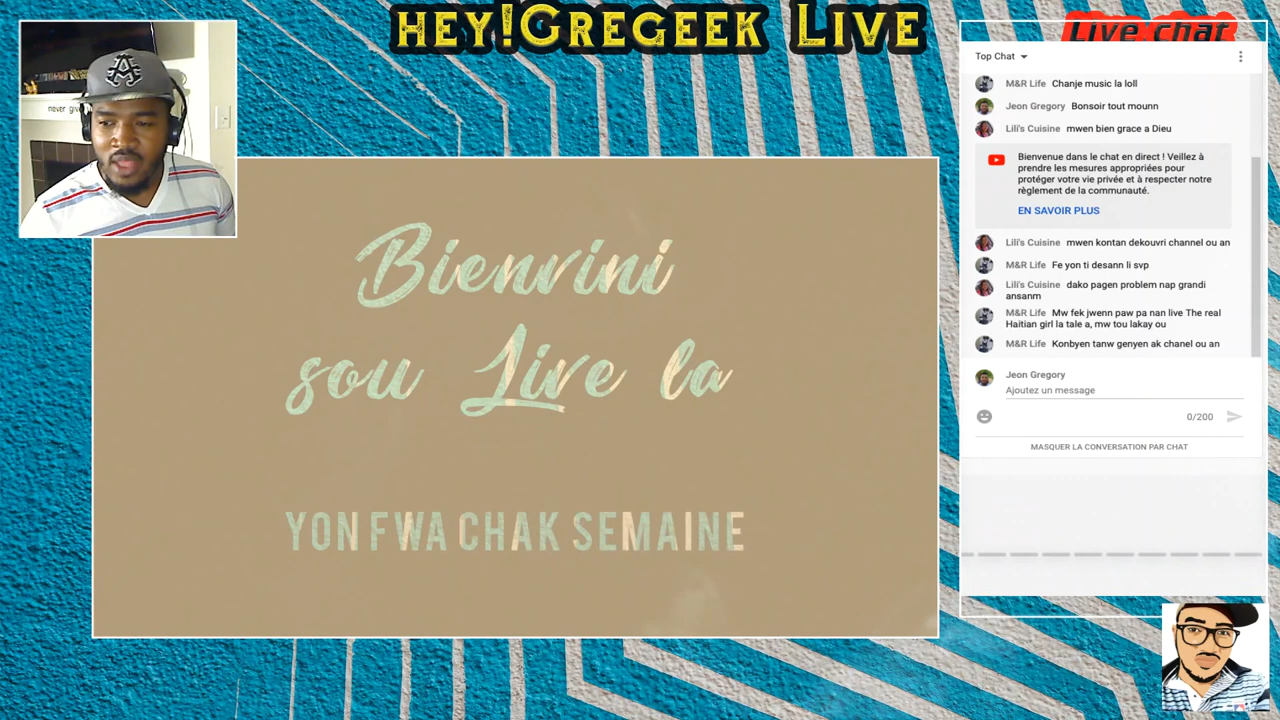 HEY!GREGEEK LIVE
Live chat
never giv
Bienvini
sou Live la
YON FWA CHAK SEMAINE
Top Chat
M&R Life Chanje music la loll
Jeon Gregory Bonsoir tout mounn
Lili's Cuisine mwen bien grace a Dieu
Bienvenue dans le chat en direct ! Veillez à
prendre les mesures appropriées pour
protéger votre vie privée et à respecter notre
règlement de la communauté.
EN SAVOIR PLUS
Lili's Cuisine mwen kontan dekouvri channel ou an
M&R Life Fe yon ti desann li svp
Lili's Cuisine dako pagen problem nap grandi
ansanm
M&R Life Mw fek jwenn paw pa nan live The real
Haitian girl la tale a, mw tou lakay ou
M&R Life Konbyen tanw genyen ak chanel ou an
Jeon Gregory
Ajoutez un message
0/200
MASQUER LA CONVERSATION PAR CHAT